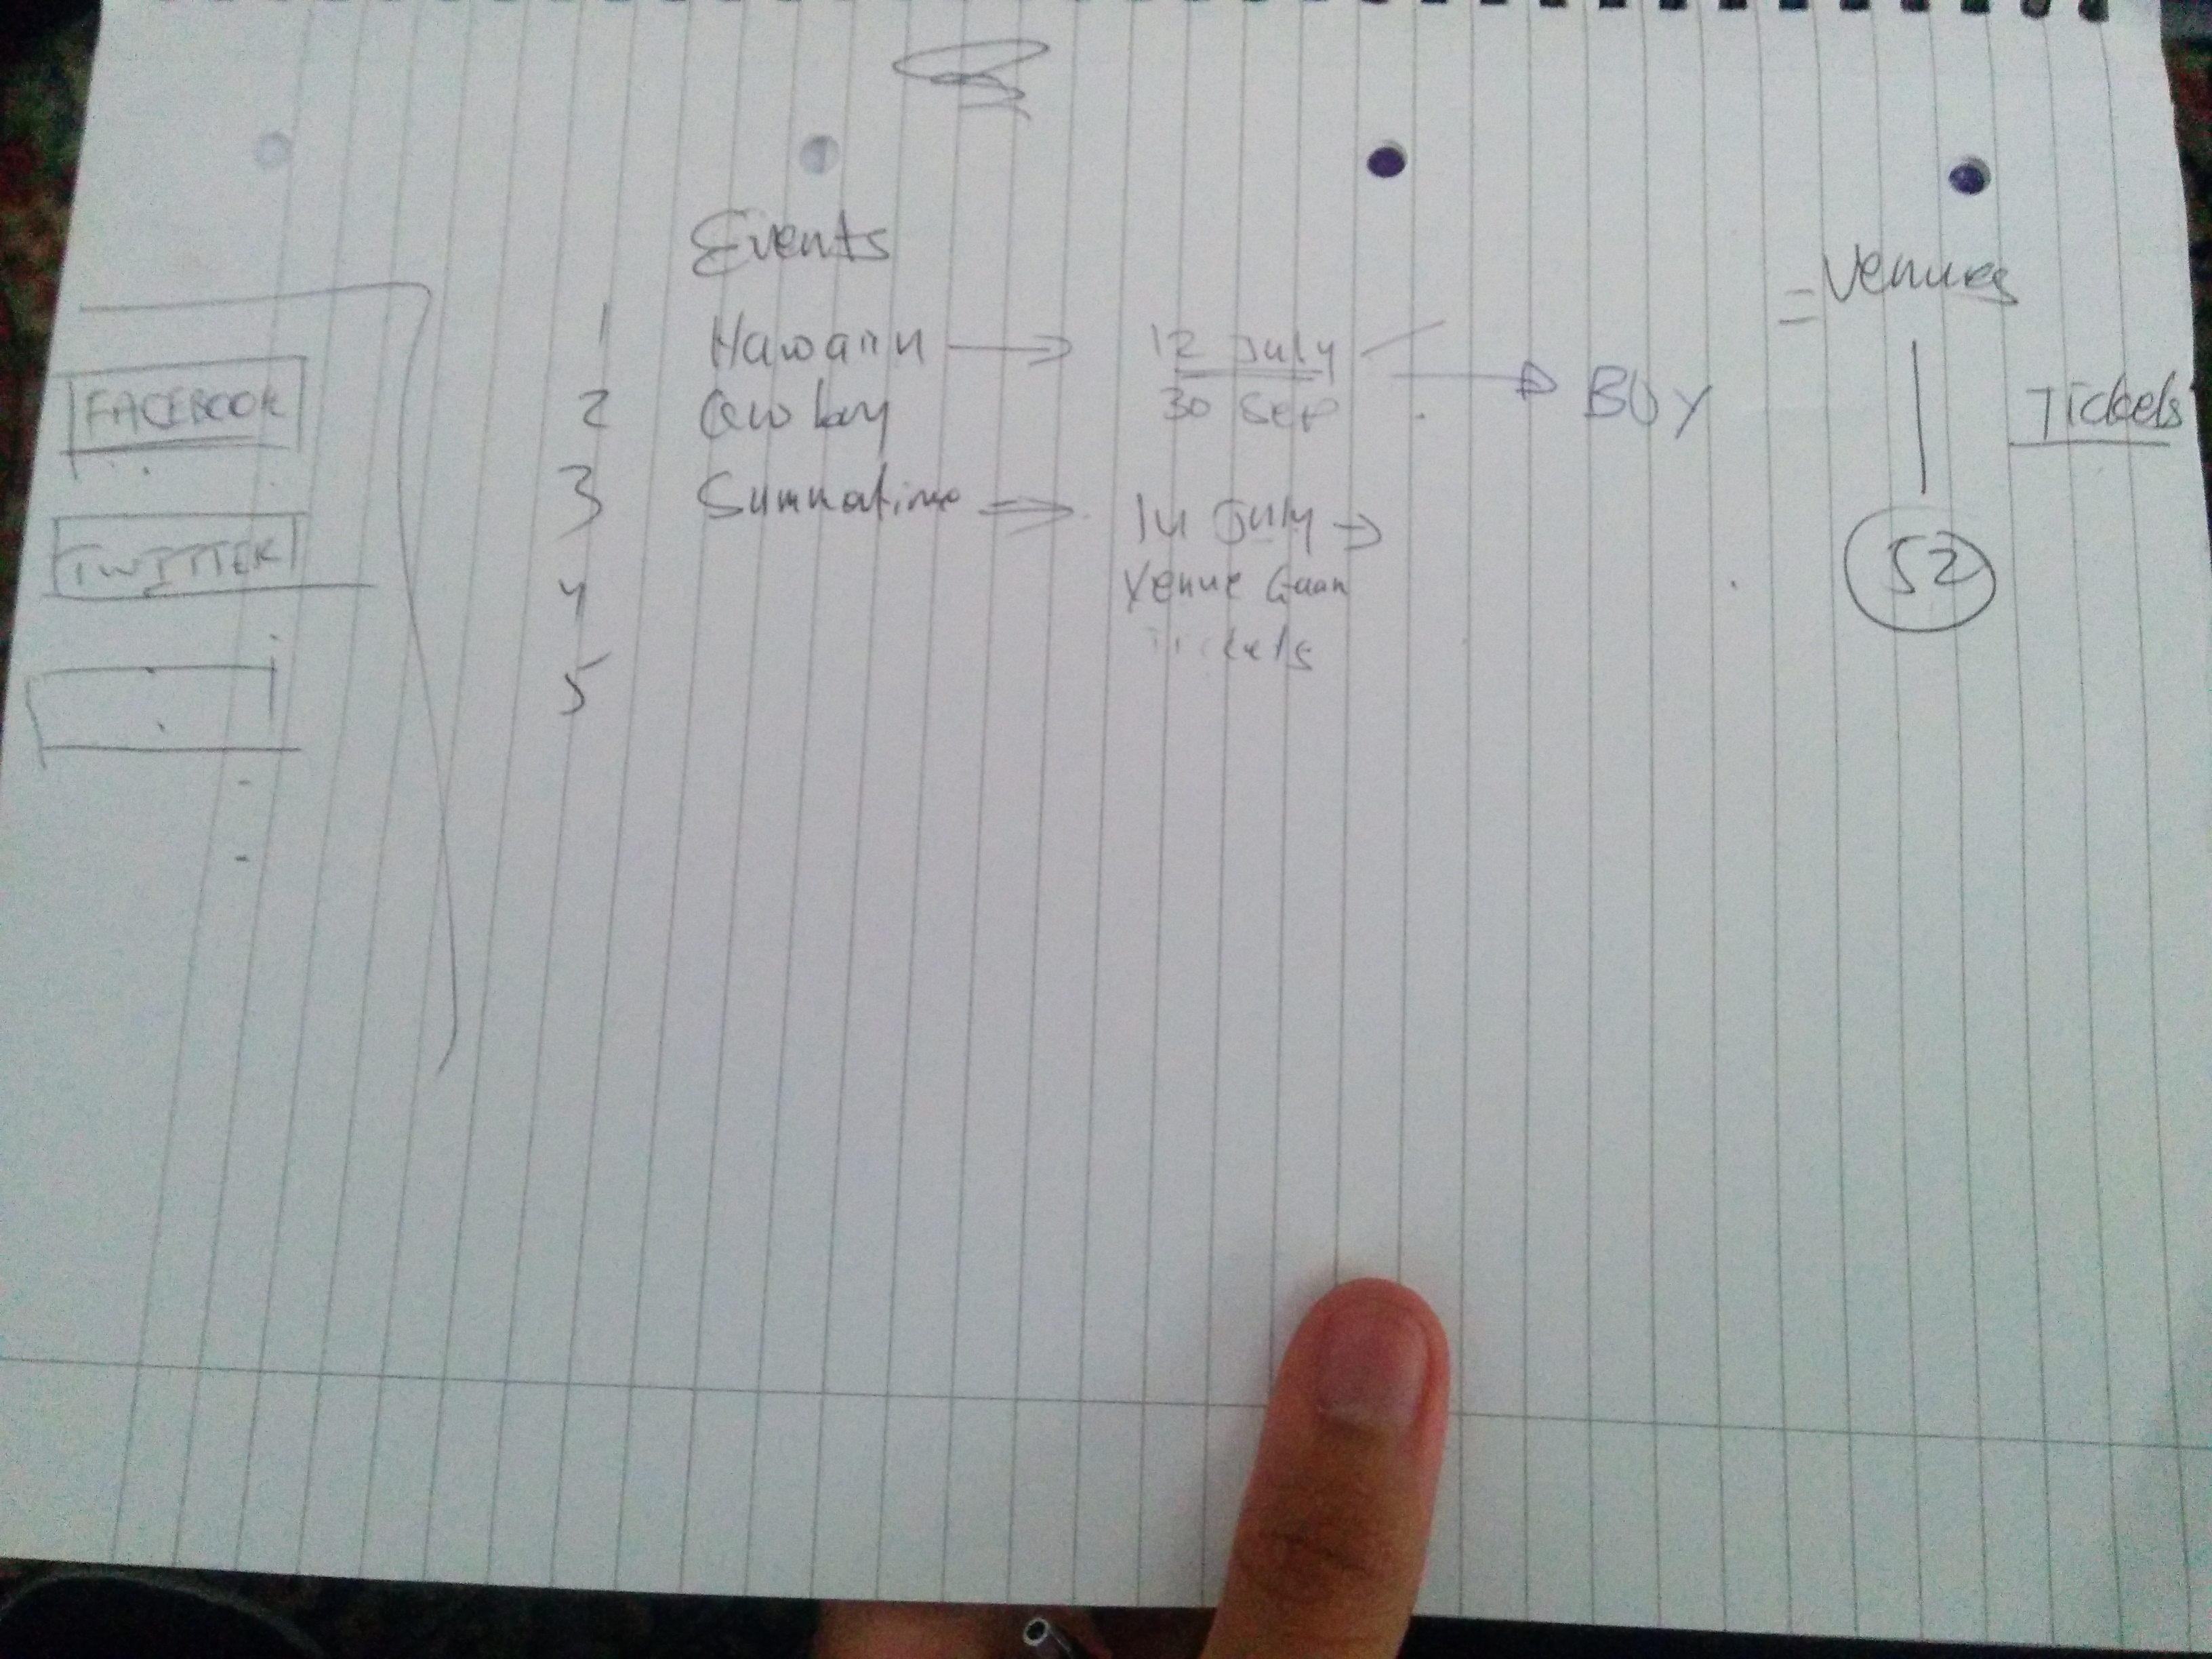 Events
= Venues
1 Hawaiin → 12 July
FACEBOOK
2 Cowboy 30 Sep → BUY
Tickets
3 Summatime ⇒ 14 July →
TWITTER
52
4 Venue
Tickets
5